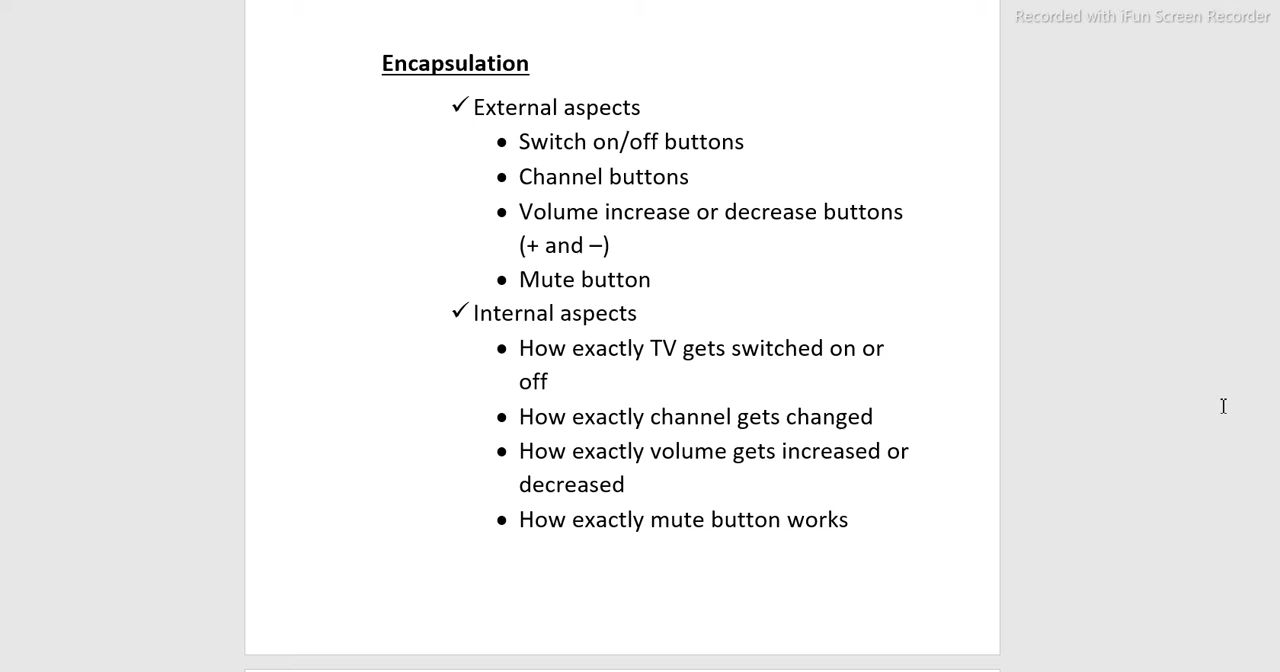 Recorded with iFun Screen Recorder
Encapsulation
✓ External aspects
• Switch on/off buttons
• Channel buttons
• Volume increase or decrease buttons
(+ and –)
• Mute button
✓ Internal aspects
• How exactly TV gets switched on or
off
• How exactly channel gets changed
• How exactly volume gets increased or
decreased
• How exactly mute button works